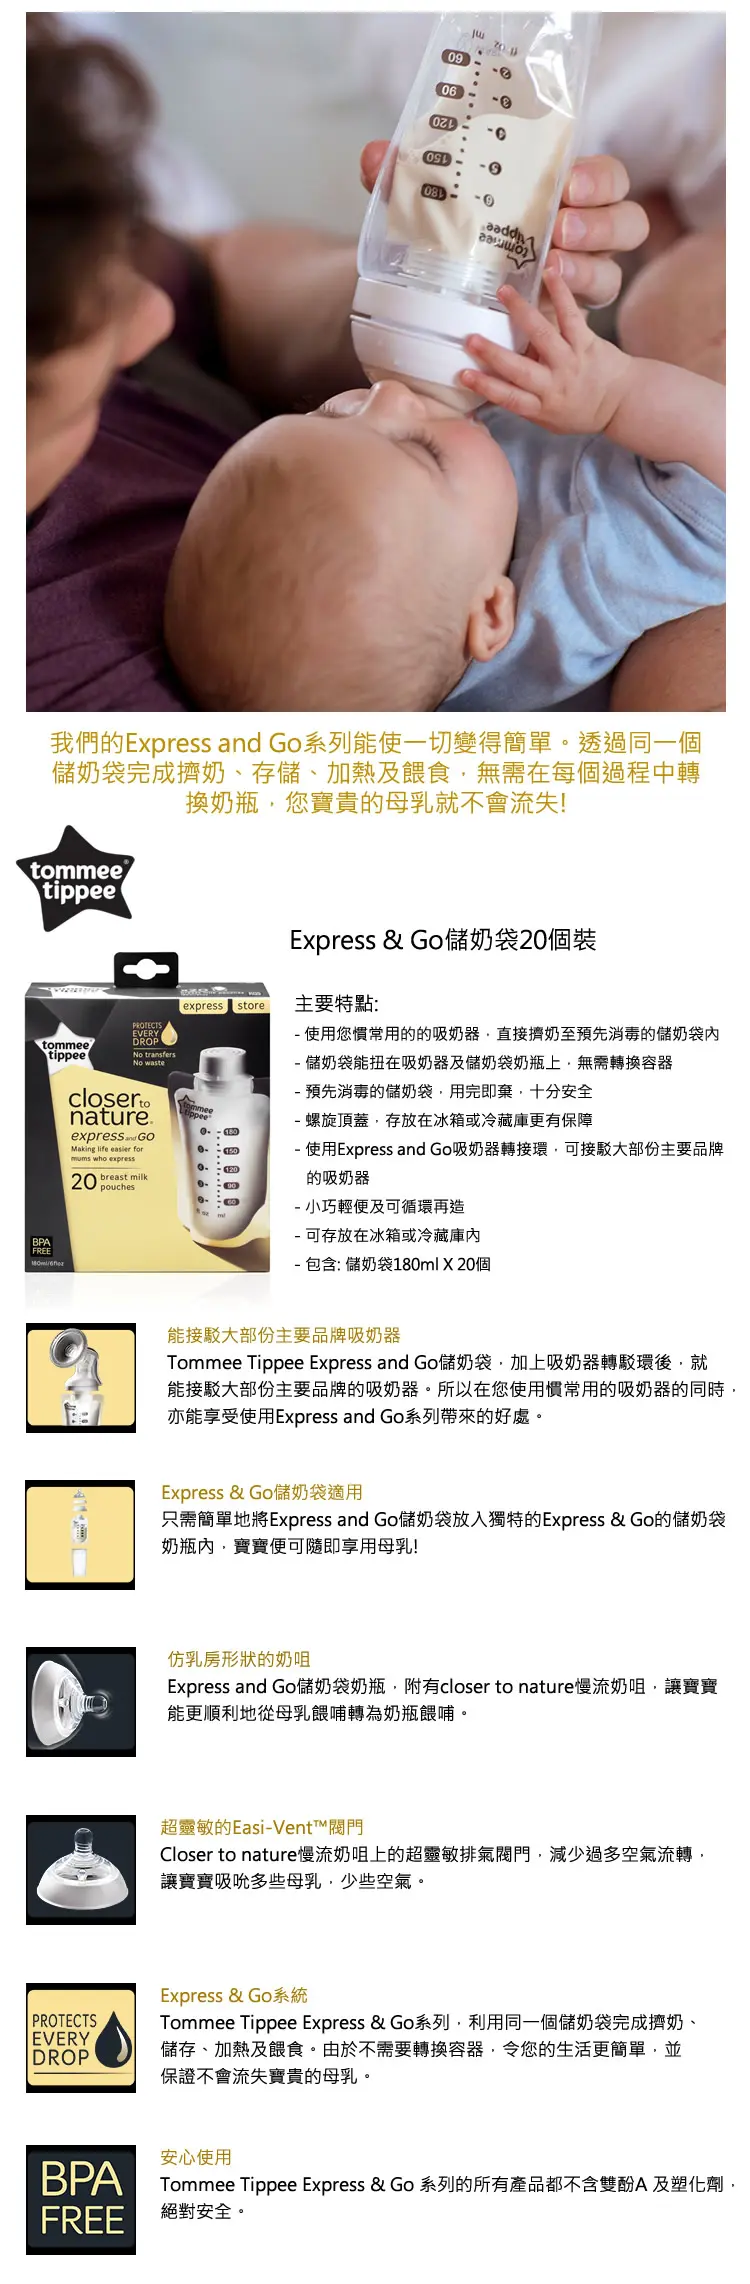 fl oz ml
60
2
90
3
120
4
150
5
180
6
tommee
tippee
我們的Express and Go系列能使一切變得簡單。透過同一個
儲奶袋完成擠奶、存儲、加熱及餵食，無需在每個過程中轉
換奶瓶，您寶貴的母乳就不會流失!
tommee®
tippee
Express & Go儲奶袋20個裝
express store
PROTECTS
EVERY
DROP
No transfers
No waste
tommee
tippee
closer to
nature®
express and GO
Making life easier for
mums who express
20 breast milk
pouches
tommee
tippee
6 180
5 150
4 120
3 90
2 60
oz ml
BPA
FREE
180ml/6floz
主要特點:
- 使用您慣常用的的吸奶器，直接擠奶至預先消毒的儲奶袋內
- 儲奶袋能扭在吸奶器及儲奶袋奶瓶上，無需轉換容器
- 預先消毒的儲奶袋，用完即棄，十分安全
- 螺旋頂蓋，存放在冰箱或冷藏庫更有保障
- 使用Express and Go吸奶器轉接環，可接駁大部份主要品牌
的吸奶器
- 小巧輕便及可循環再造
- 可存放在冰箱或冷藏庫內
- 包含: 儲奶袋180ml X 20個
能接駁大部份主要品牌吸奶器
Tommee Tippee Express and Go儲奶袋，加上吸奶器轉駁環後，就
能接駁大部份主要品牌的吸奶器。所以在您使用慣常用的吸奶器的同時，
亦能享受使用Express and Go系列帶來的好處。
Express & Go儲奶袋適用
只需簡單地將Express and Go儲奶袋放入獨特的Express & Go的儲奶袋
奶瓶內，寶寶便可隨即享用母乳!
仿乳房形狀的奶咀
Express and Go儲奶袋奶瓶，附有closer to nature慢流奶咀，讓寶寶
能更順利地從母乳餵哺轉為奶瓶餵哺。
超靈敏的Easi-Vent™閥門
Closer to nature慢流奶咀上的超靈敏排氣閥門，減少過多空氣流轉，
讓寶寶吸吮多些母乳，少些空氣。
PROTECTS
EVERY
DROP
Express & Go系統
Tommee Tippee Express & Go系列，利用同一個儲奶袋完成擠奶、
儲存、加熱及餵食。由於不需要轉換容器，令您的生活更簡單，並
保證不會流失寶貴的母乳。
BPA
FREE
安心使用
Tommee Tippee Express & Go 系列的所有產品都不含雙酚A 及塑化劑，
絕對安全。